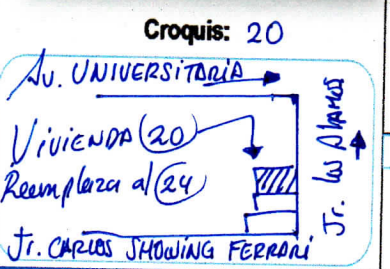 Croquis: 20
Av. UNIVERSITARIA
VIVIENDA (20)
Reemplaza al (24)
Jr. los Alamos
Jr. CARLOS SHOWING FERRARI